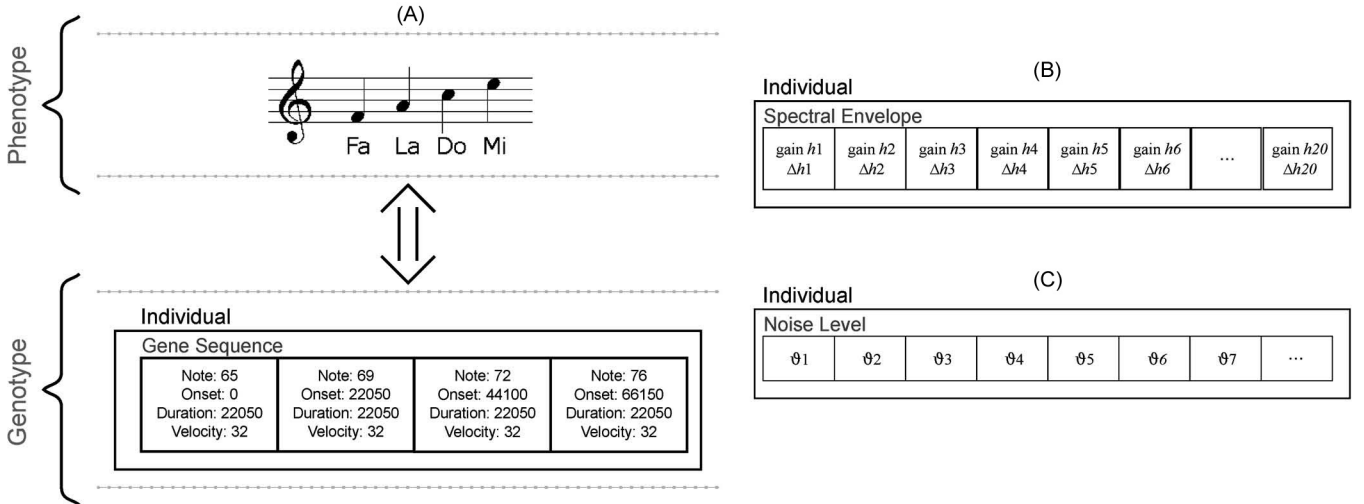 (A)
Phenotype
Fa La Do Mi
Genotype
Individual
Gene Sequence
Note: 65
Onset: 0
Duration: 22050
Velocity: 32
Note: 69
Onset: 22050
Duration: 22050
Velocity: 32
Note: 72
Onset: 44100
Duration: 22050
Velocity: 32
Note: 76
Onset: 66150
Duration: 22050
Velocity: 32
(B)
Individual
Spectral Envelope
gain h1
Δh1
gain h2
Δh2
gain h3
Δh3
gain h4
Δh4
gain h5
Δh5
gain h6
Δh6
...
gain h20
Δh20
(C)
Individual
Noise Level
ϑ1 ϑ2 ϑ3 ϑ4 ϑ5 ϑ6 ϑ7 ...